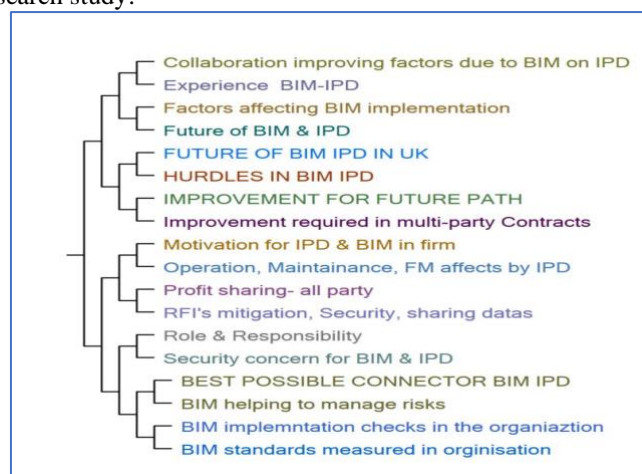 search study.
Collaboration improving factors due to BIM on IPD
Experience BIM-IPD
Factors affecting BIM implementation
Future of BIM & IPD
FUTURE OF BIM IPD IN UK
HURDLES IN BIM IPD
IMPROVEMENT FOR FUTURE PATH
Improvement required in multi-party Contracts
Motivation for IPD & BIM in firm
Operation, Maintainance, FM affects by IPD
Profit sharing- all party
RFI's mitigation, Security, sharing datas
Role & Responsibility
Security concern for BIM & IPD
BEST POSSIBLE CONNECTOR BIM IPD
BIM helping to manage risks
BIM implemntation checks in the organiaztion
BIM standards measured in orginisation